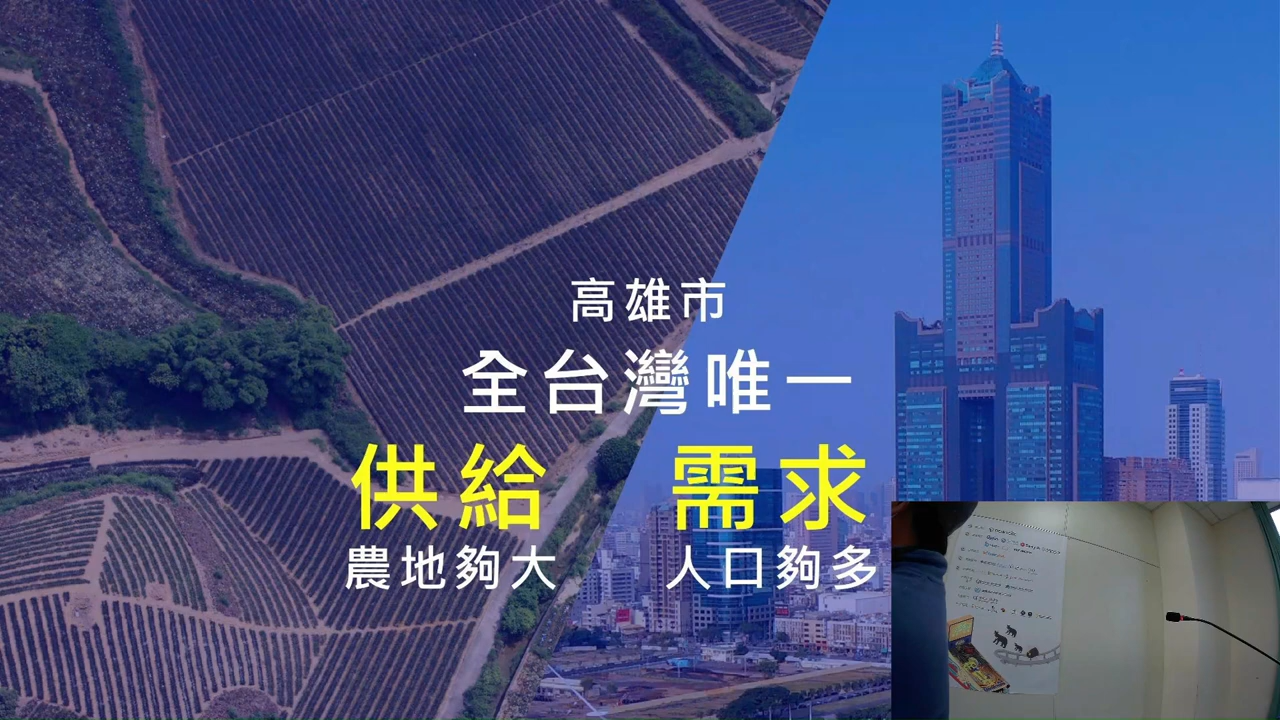 高雄市
全台灣唯一
供給 需求
農地夠大 人口夠多